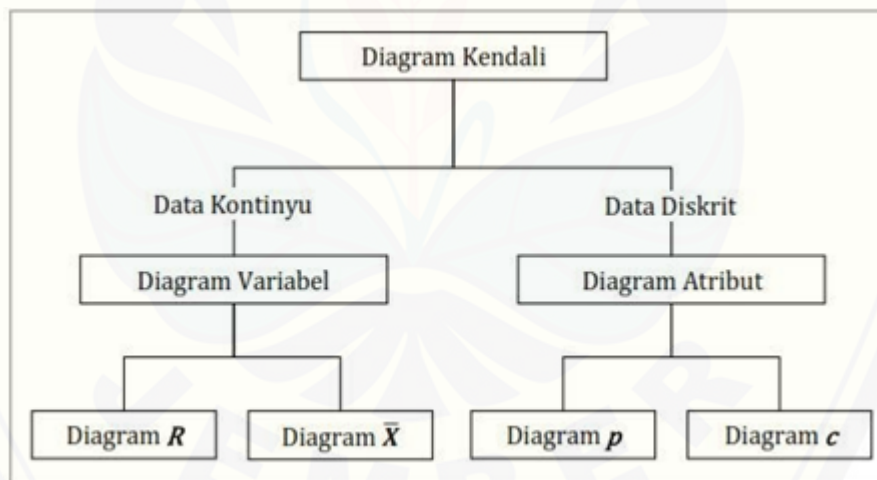 Diagram Kendali
Data Kontinyu
Data Diskrit
Diagram Variabel
Diagram Atribut
Diagram R
Diagram X̄
Diagram p
Diagram c